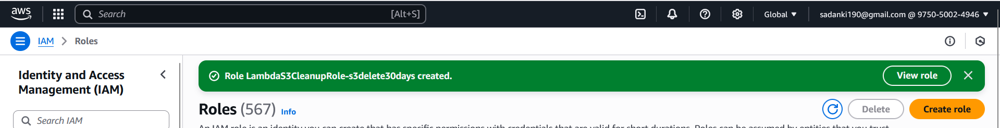 aws
Search [Alt+S] Global sadanki190@gmail.com @ 9750-5002-4946
IAM > Roles
Identity and Access
Management (IAM)
Search IAM
Role LambdaS3CleanupRole-s3delete30days created. View role
Roles (567) Info Delete Create role
An IAM role is an identity you can create that has specific permissions with credentials that are valid for short durations. Roles can be assumed by entities that you trust.